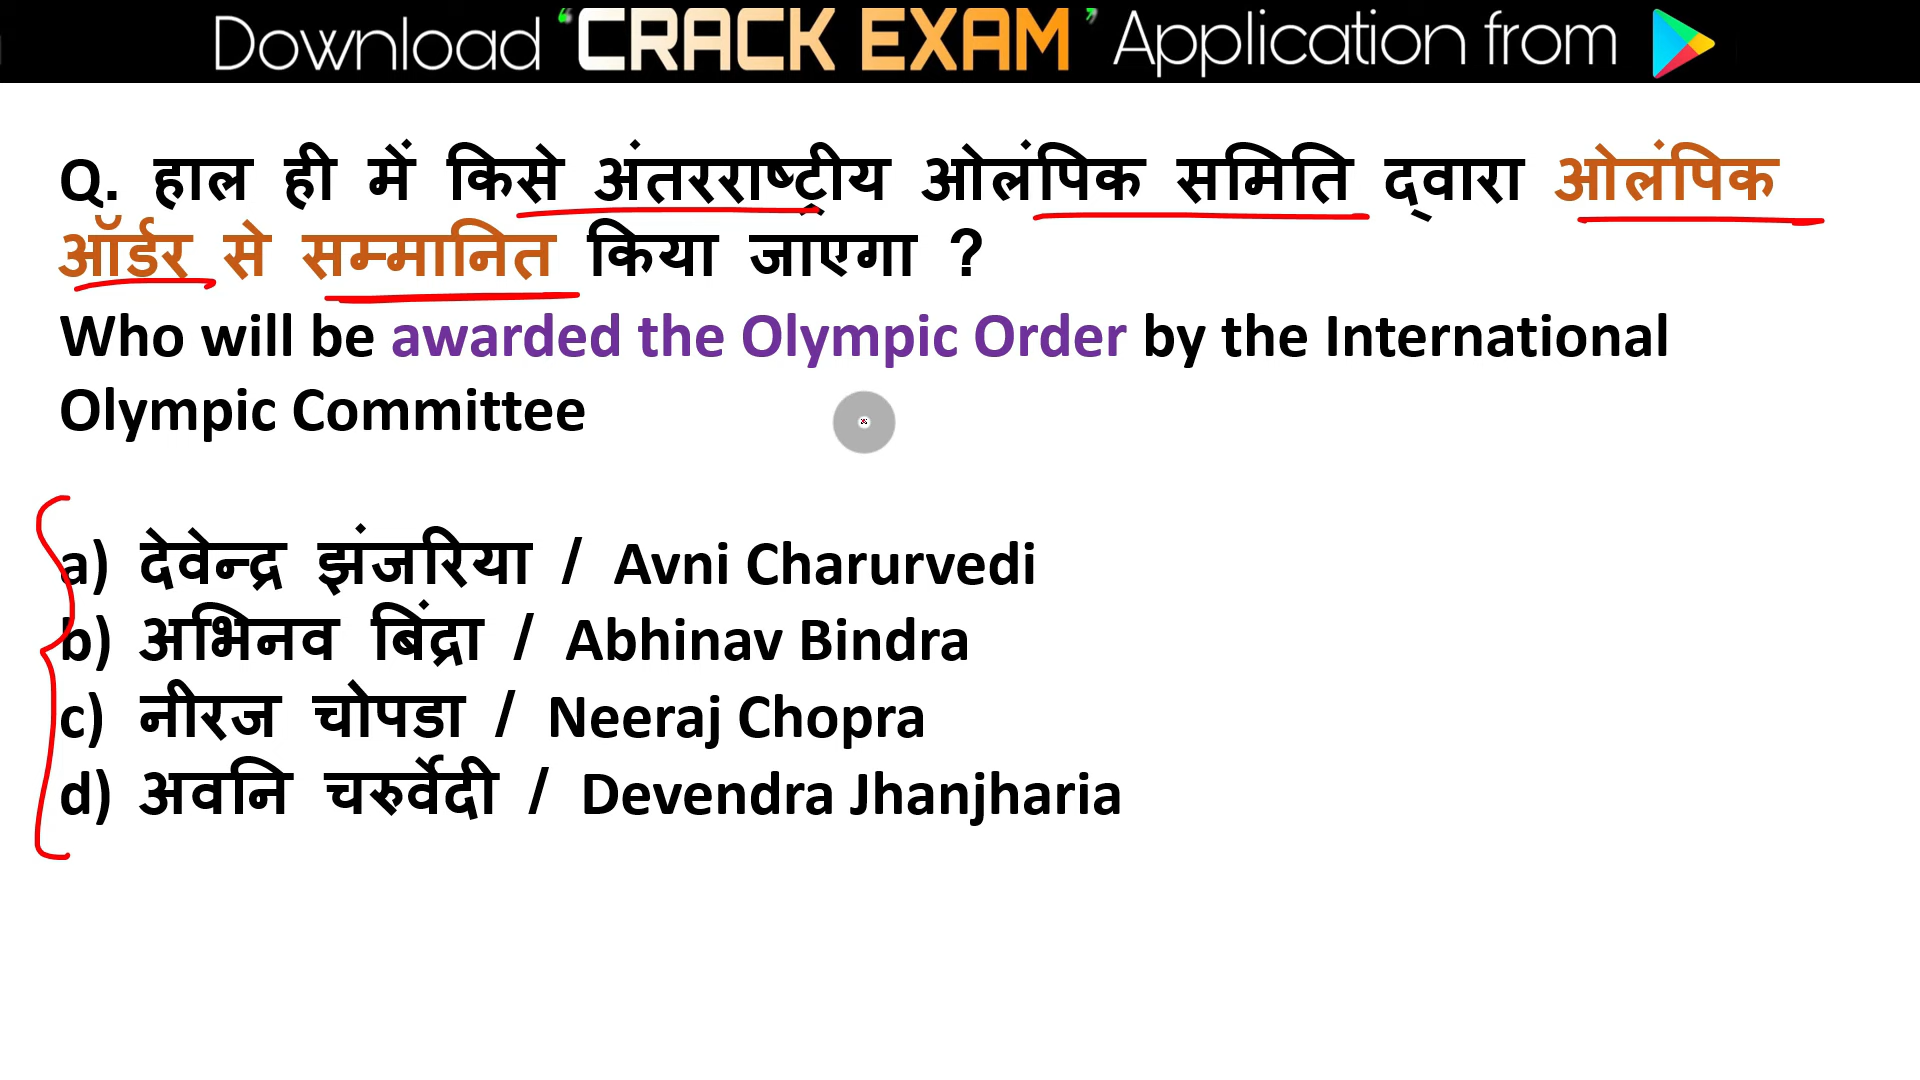 Download ‘CRACK EXAM’ Application from
Q. हाल ही में किसे अंतरराष्ट्रीय ओलंपिक समिति द्वारा ओलंपिक
ऑर्डर से सम्मानित किया जाएगा ?
Who will be awarded the Olympic Order by the International
Olympic Committee
a) देवेन्द्र झंजरिया / Avni Charurvedi
b) अभिनव बिंद्रा / Abhinav Bindra
c) नीरज चोपडा / Neeraj Chopra
d) अवनि चरुर्वेदी / Devendra Jhanjharia